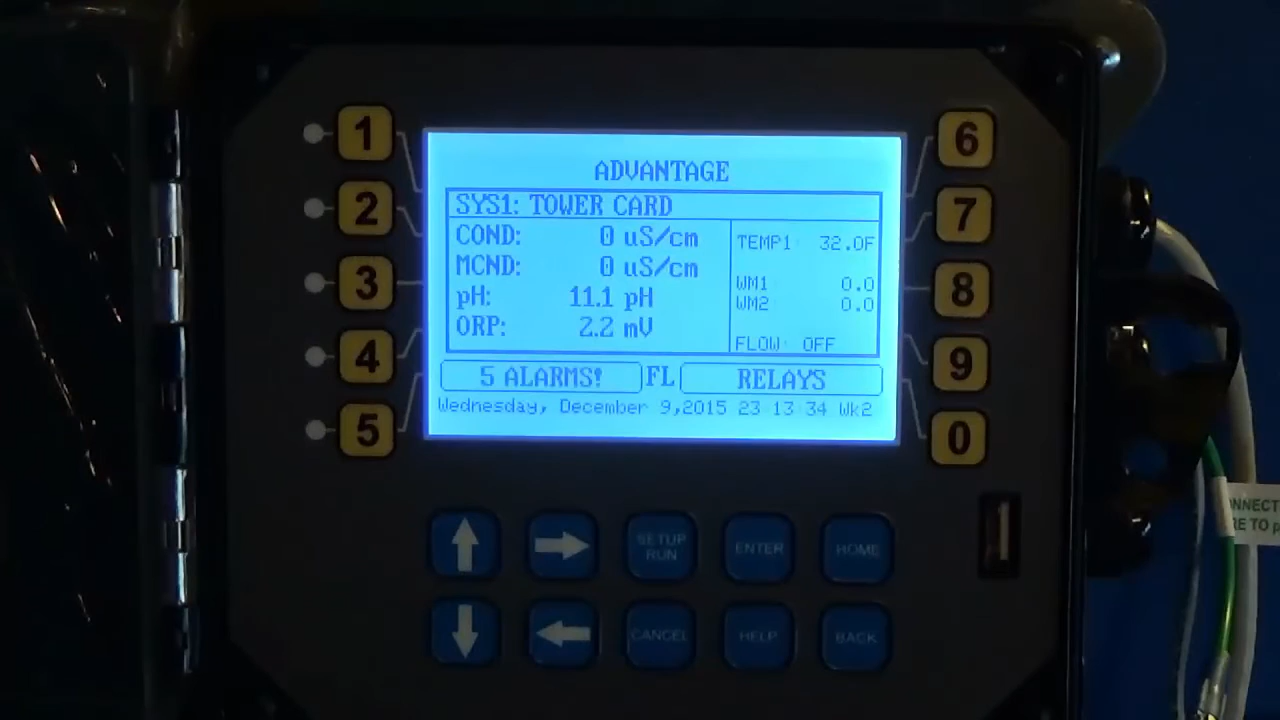 1
2
3
4
5
6
7
8
9
0
ADVANTAGE
SYS1: TOWER CARD
COND: 0 uS/cm
MCND: 0 uS/cm
pH: 11.1 pH
ORP: 2.2 mV
TEMP1: 32.0F
WM1 0.0
WM2 0.0
FLOW: OFF
5 ALARMS! FL RELAYS
Wednesday, December 9,2015 23 13 34 Wk2
SETUP RUN
ENTER
HOME
CANCEL
HELP
BACK
TO